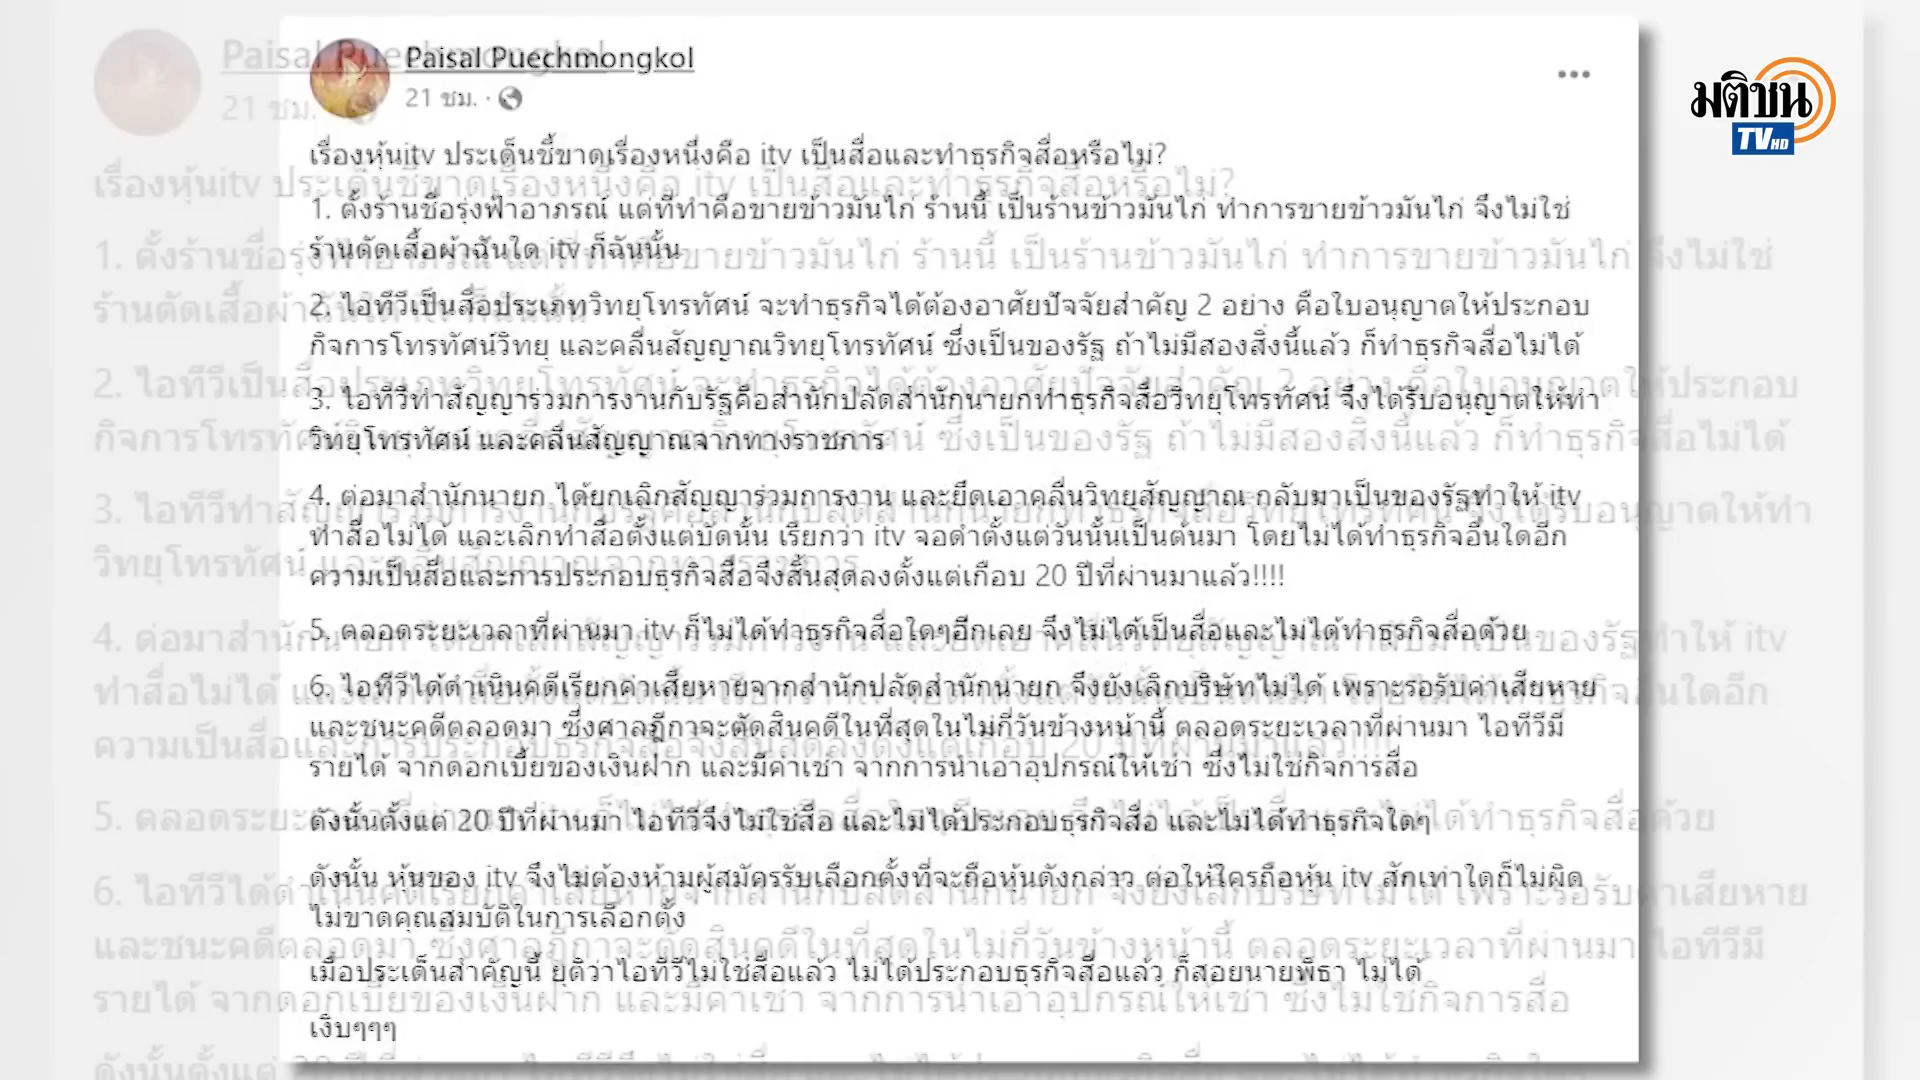 Paisal Puechmongkol
21 ชม. ·
มติชน
TV HD
เรื่องหุ้นitv ประเด็นชี้ขาดเรื่องหนึ่งคือ itv เป็นสื่อและทำธุรกิจสื่อหรือไม่?
1. ตั้งร้านชื่อรุ่งฟ้าอาภรณ์ แต่ที่ทำคือขายข้าวมันไก่ ร้านนี้ เป็นร้านข้าวมันไก่ ทำการขายข้าวมันไก่ จึงไม่ใช่
ร้านตัดเสื้อผ้าฉันใด itv ก็ฉันนั้น
2. ไอทีวีเป็นสื่อประเภทวิทยุโทรทัศน์ จะทำธุรกิจได้ต้องอาศัยปัจจัยสำคัญ 2 อย่าง คือใบอนุญาตให้ประกอบ
กิจการโทรทัศน์วิทยุ และคลื่นสัญญาณวิทยุโทรทัศน์ ซึ่งเป็นของรัฐ ถ้าไม่มีสองสิ่งนี้แล้ว ก็ทำธุรกิจสื่อไม่ได้
3. ไอทีวีทำสัญญาร่วมการงานกับรัฐคือสำนักปลัดสำนักนายกทำธุรกิจสื่อวิทยุโทรทัศน์ จึงได้รับอนุญาตให้ทำ
วิทยุโทรทัศน์ และคลื่นสัญญาณจากทางราชการ
4. ต่อมาสำนักนายก ได้ยกเลิกสัญญาร่วมการงาน และยึดเอาคลื่นวิทยุสัญญาณ กลับมาเป็นของรัฐทำให้ itv
ทำสื่อไม่ได้ และเลิกทำสื่อตั้งแต่บัดนั้น เรียกว่า itv จอดำตั้งแต่วันนั้นเป็นต้นมา โดยไม่ได้ทำธุรกิจอื่นใดอีก
ความเป็นสื่อและการประกอบธุรกิจสื่อจึงสิ้นสุดลงตั้งแต่เกือบ 20 ปีที่ผ่านมาแล้ว!!!!
5. ตลอดระยะเวลาที่ผ่านมา itv ก็ไม่ได้ทำธุรกิจสื่อใดๆอีกเลย จึงไม่ได้เป็นสื่อและไม่ได้ทำธุรกิจสื่อด้วย
6. ไอทีวีได้ดำเนินคดีเรียกค่าเสียหายจากสำนักปลัดสำนักนายก จึงยังเลิกบริษัทไม่ได้ เพราะรอรับค่าเสียหาย
และชนะคดีตลอดมา ซึ่งศาลฎีกาจะตัดสินคดีในที่สุดในไม่กี่วันข้างหน้านี้ ตลอดระยะเวลาที่ผ่านมา ไอทีวีมี
รายได้ จากดอกเบี้ยของเงินฝาก และมีค่าเช่า จากการนำเอาอุปกรณ์ให้เช่า ซึ่งไม่ใช่กิจการสื่อ
ดังนั้นตั้งแต่ 20 ปีที่ผ่านมา ไอทีวีจึงไม่ใช่สื่อ และไม่ได้ประกอบธุรกิจสื่อ และไม่ได้ทำธุรกิจใดๆ
ดังนั้น หุ้นของ itv จึงไม่ต้องห้ามผู้สมัครรับเลือกตั้งที่จะถือหุ้นดังกล่าว ต่อให้ใครถือหุ้น itv สักเท่าใดก็ไม่ผิด
ไม่ขาดคุณสมบัติในการเลือกตั้ง
เมื่อประเด็นสำคัญนี้ ยุติว่าไอทีวีไม่ใช่สื่อแล้ว ไม่ได้ประกอบธุรกิจสื่อแล้ว ก็สอยนายพิธา ไม่ได้
เงิบๆๆๆ